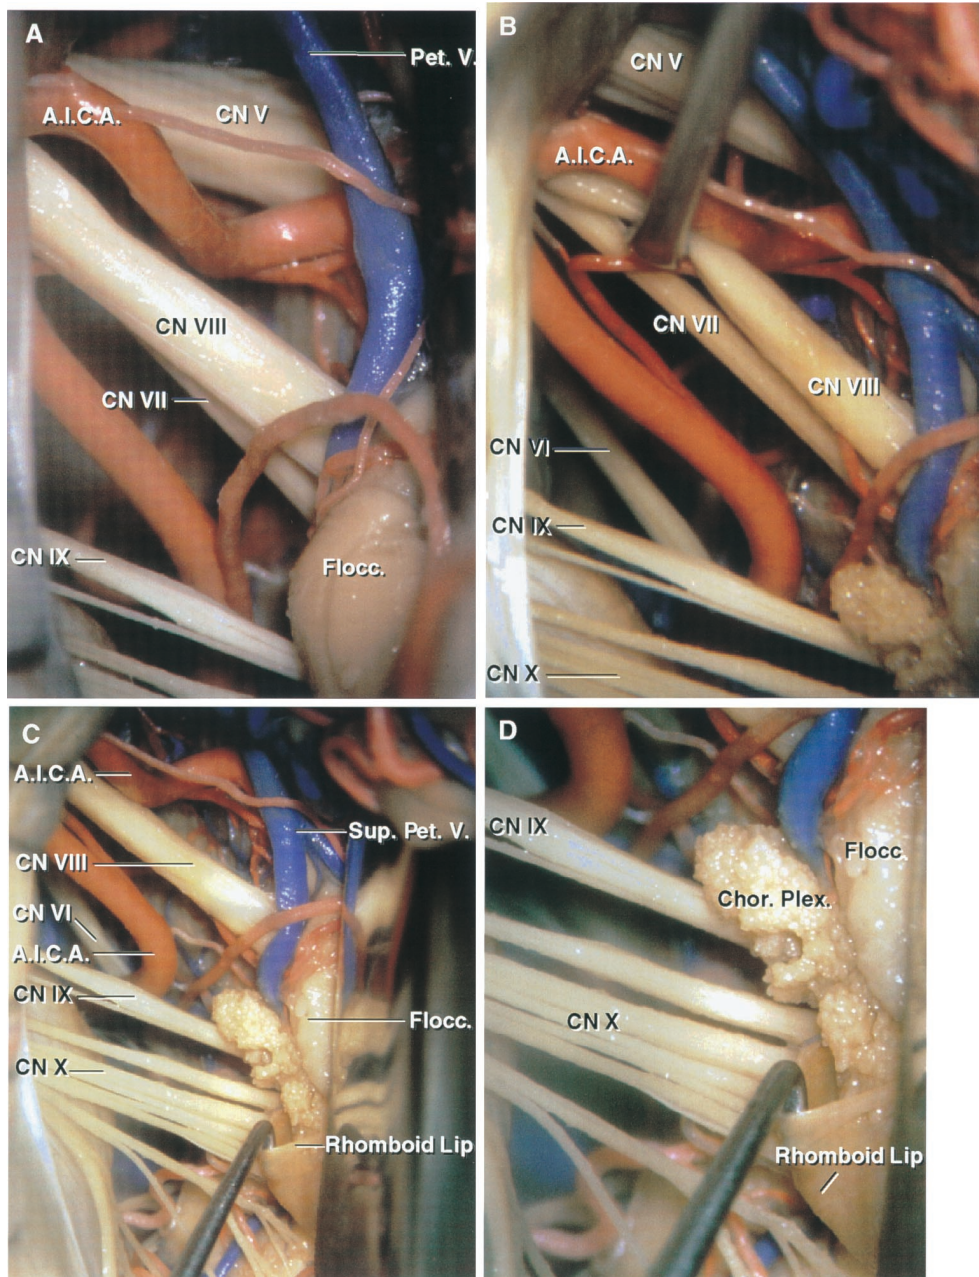 A
Pet. V.
A.I.C.A.
CN V
CN VIII
CN VII
CN IX
Flocc.
B
CN V
A.I.C.A.
CN VII
CN VIII
CN VI
CN IX
CN X
C
A.I.C.A.
Sup. Pet. V.
CN VIII
CN VI
A.I.C.A.
CN IX
Flocc.
CN X
Rhomboid Lip
D
CN IX
Flocc
Chor. Plex.
CN X
Rhomboid Lip